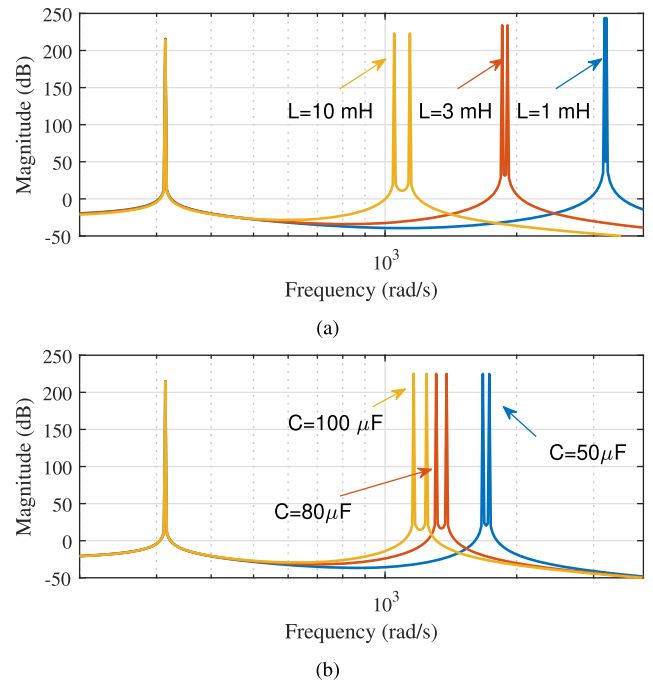 250
200
150
100
50
0
-50
Magnitude (dB)
L=10 mH
L=3 mH
L=1 mH
10³
Frequency (rad/s)
(a)
250
200
150
100
50
0
-50
Magnitude (dB)
C=100 μF
C=80μF
C=50μF
10³
Frequency (rad/s)
(b)